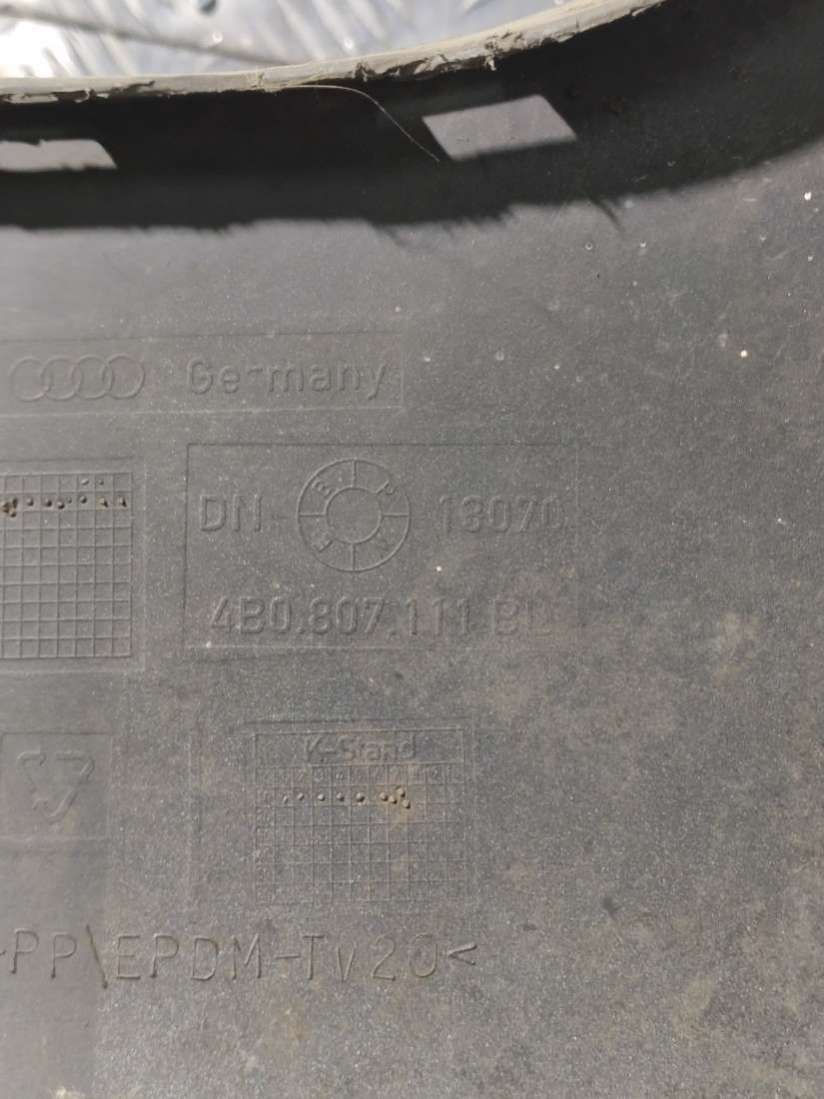 Germany
DN 13070
4B0.807.111 BL
K-Stand
PP\EPDM-Tv20<